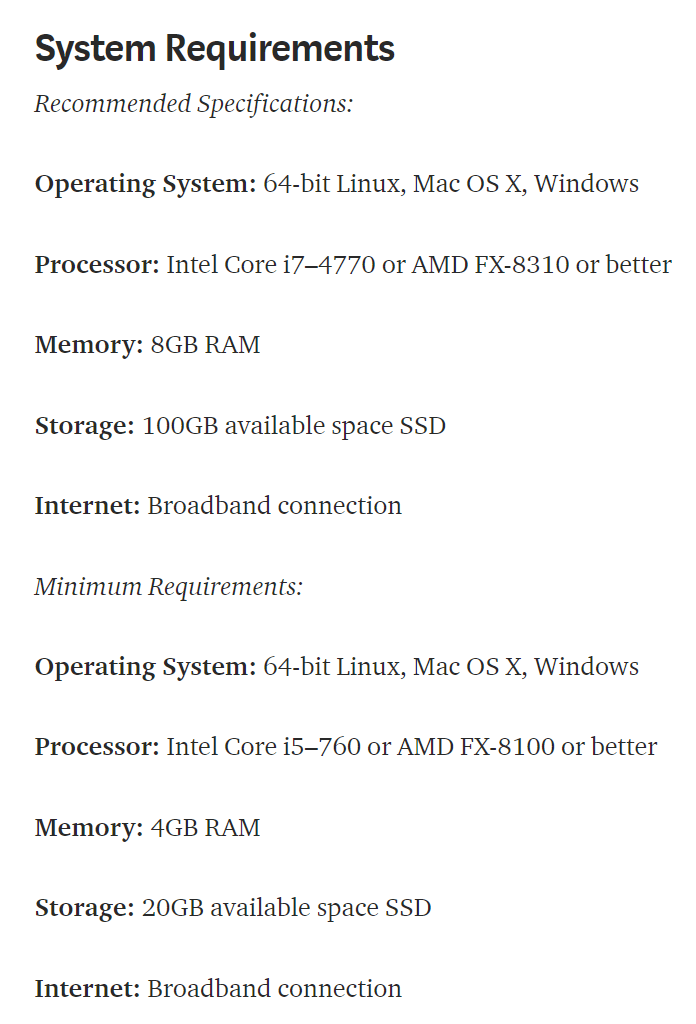 System Requirements
Recommended Specifications:
Operating System: 64-bit Linux, Mac OS X, Windows
Processor: Intel Core i7–4770 or AMD FX-8310 or better
Memory: 8GB RAM
Storage: 100GB available space SSD
Internet: Broadband connection
Minimum Requirements:
Operating System: 64-bit Linux, Mac OS X, Windows
Processor: Intel Core i5–760 or AMD FX-8100 or better
Memory: 4GB RAM
Storage: 20GB available space SSD
Internet: Broadband connection